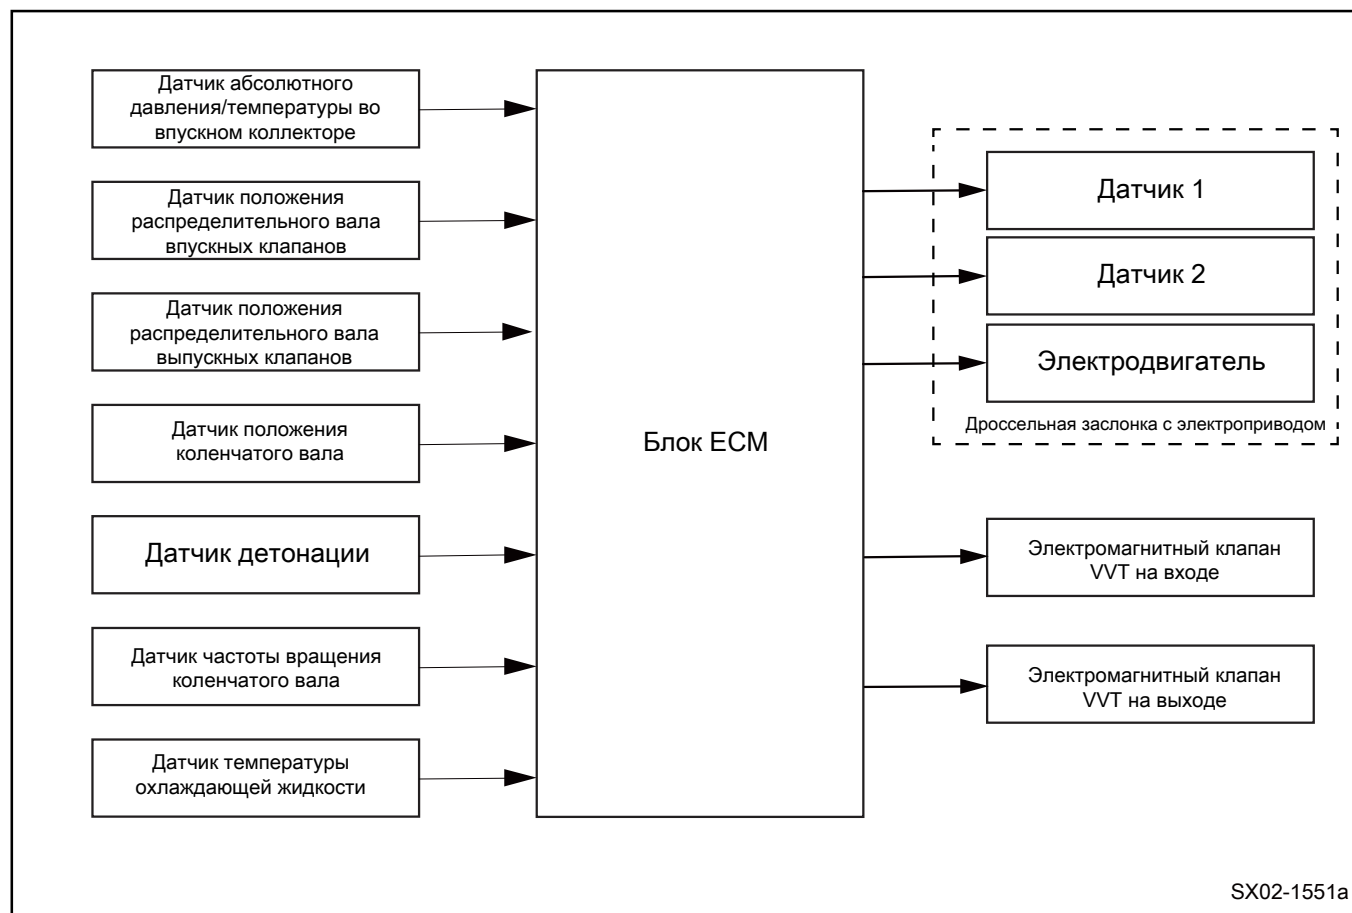 Датчик абсолютного
давления/температуры во
впускном коллекторе
Датчик положения
распределительного вала
впускных клапанов
Датчик положения
распределительного вала
выпускных клапанов
Датчик положения
коленчатого вала
Датчик детонации
Датчик частоты вращения
коленчатого вала
Датчик температуры
охлаждающей жидкости
Блок ECM
Датчик 1
Датчик 2
Электродвигатель
Дроссельная заслонка с электроприводом
Электромагнитный клапан
VVT на входе
Электромагнитный клапан
VVT на выходе
SX02-1551a